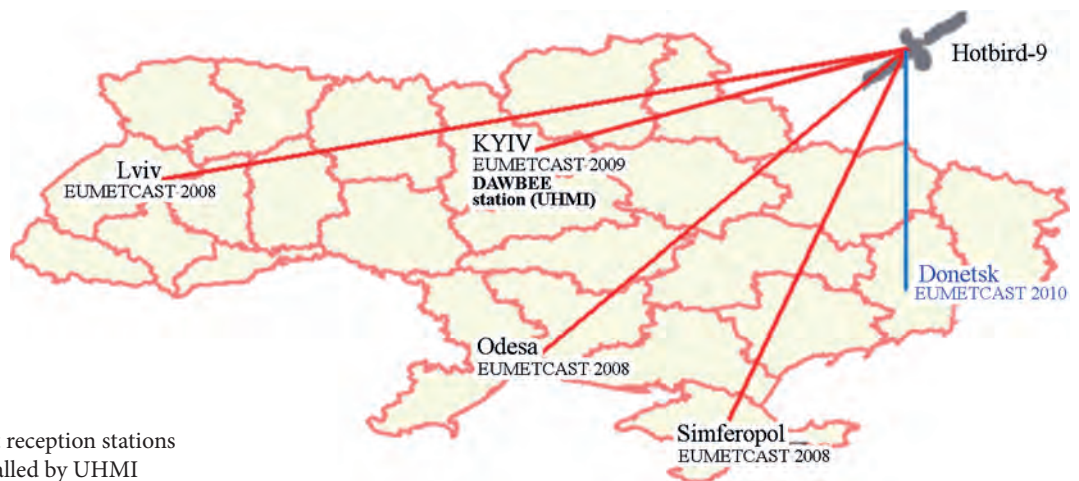 Hotbird-9
KYIV
EUMETCAST 2009
DAWBEE
station (UHMI)
Lviv
EUMETCAST 2008
Donetsk
EUMETCAST 2010
Odesa
EUMETCAST 2008
Simferopol
EUMETCAST 2008
reception stations
alled by UHMI